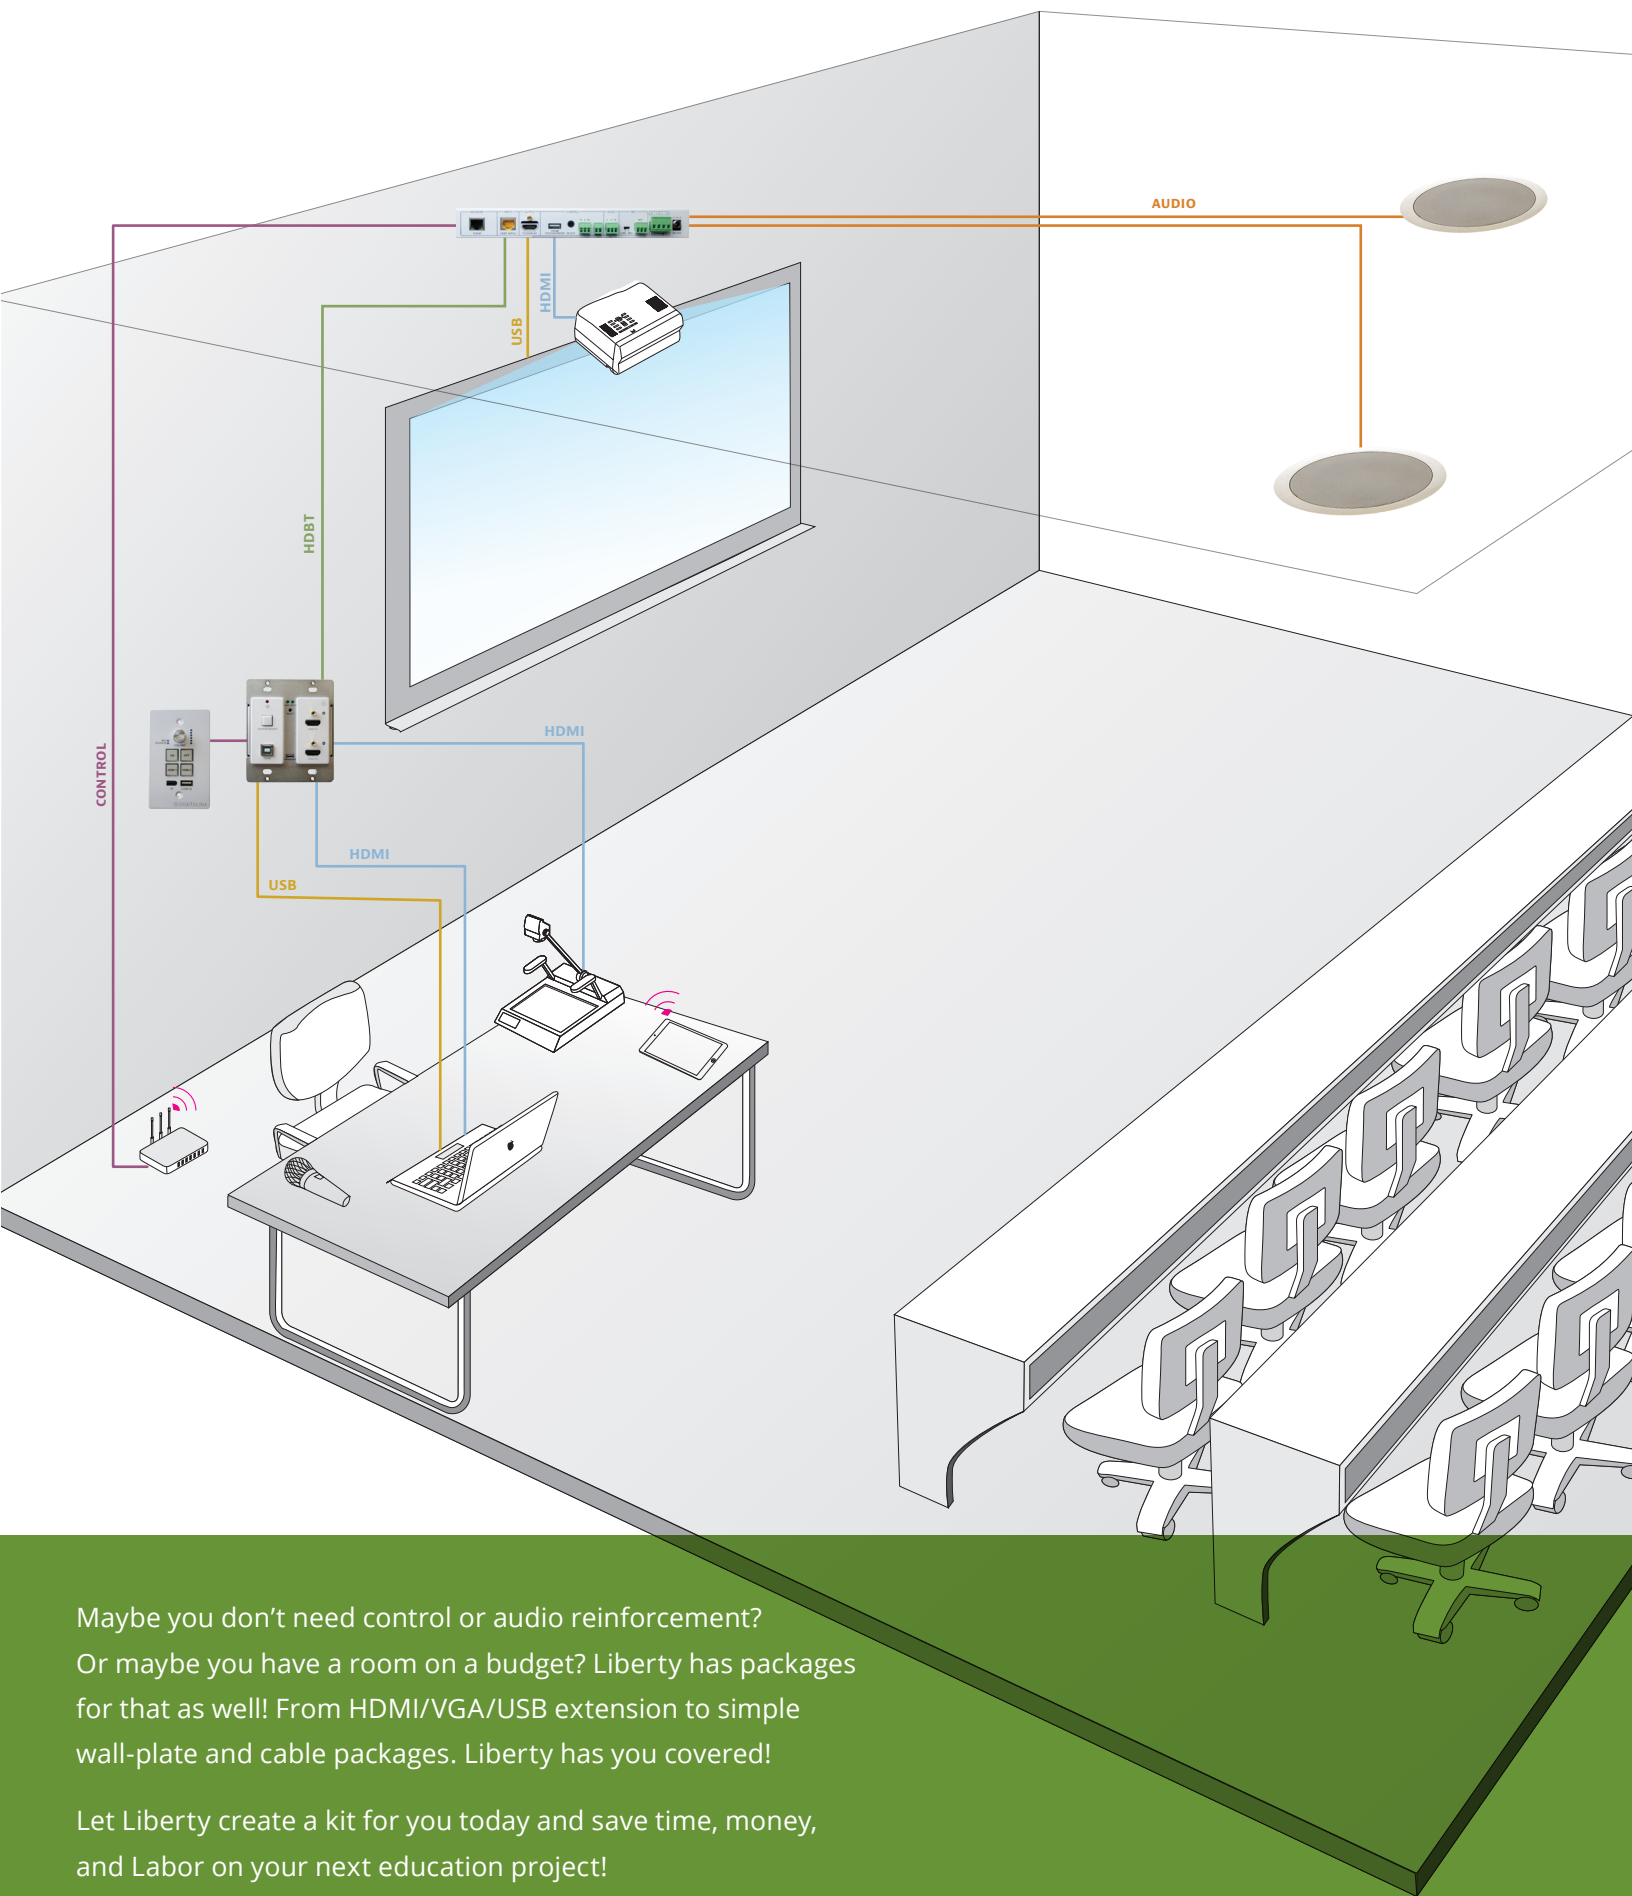 AUDIO
HDMI
USB
HDBT
CONTROL
HDMI
HDMI
USB
Maybe you don’t need control or audio reinforcement?
Or maybe you have a room on a budget? Liberty has packages
for that as well! From HDMI/VGA/USB extension to simple
wall-plate and cable packages. Liberty has you covered!
Let Liberty create a kit for you today and save time, money,
and Labor on your next education project!